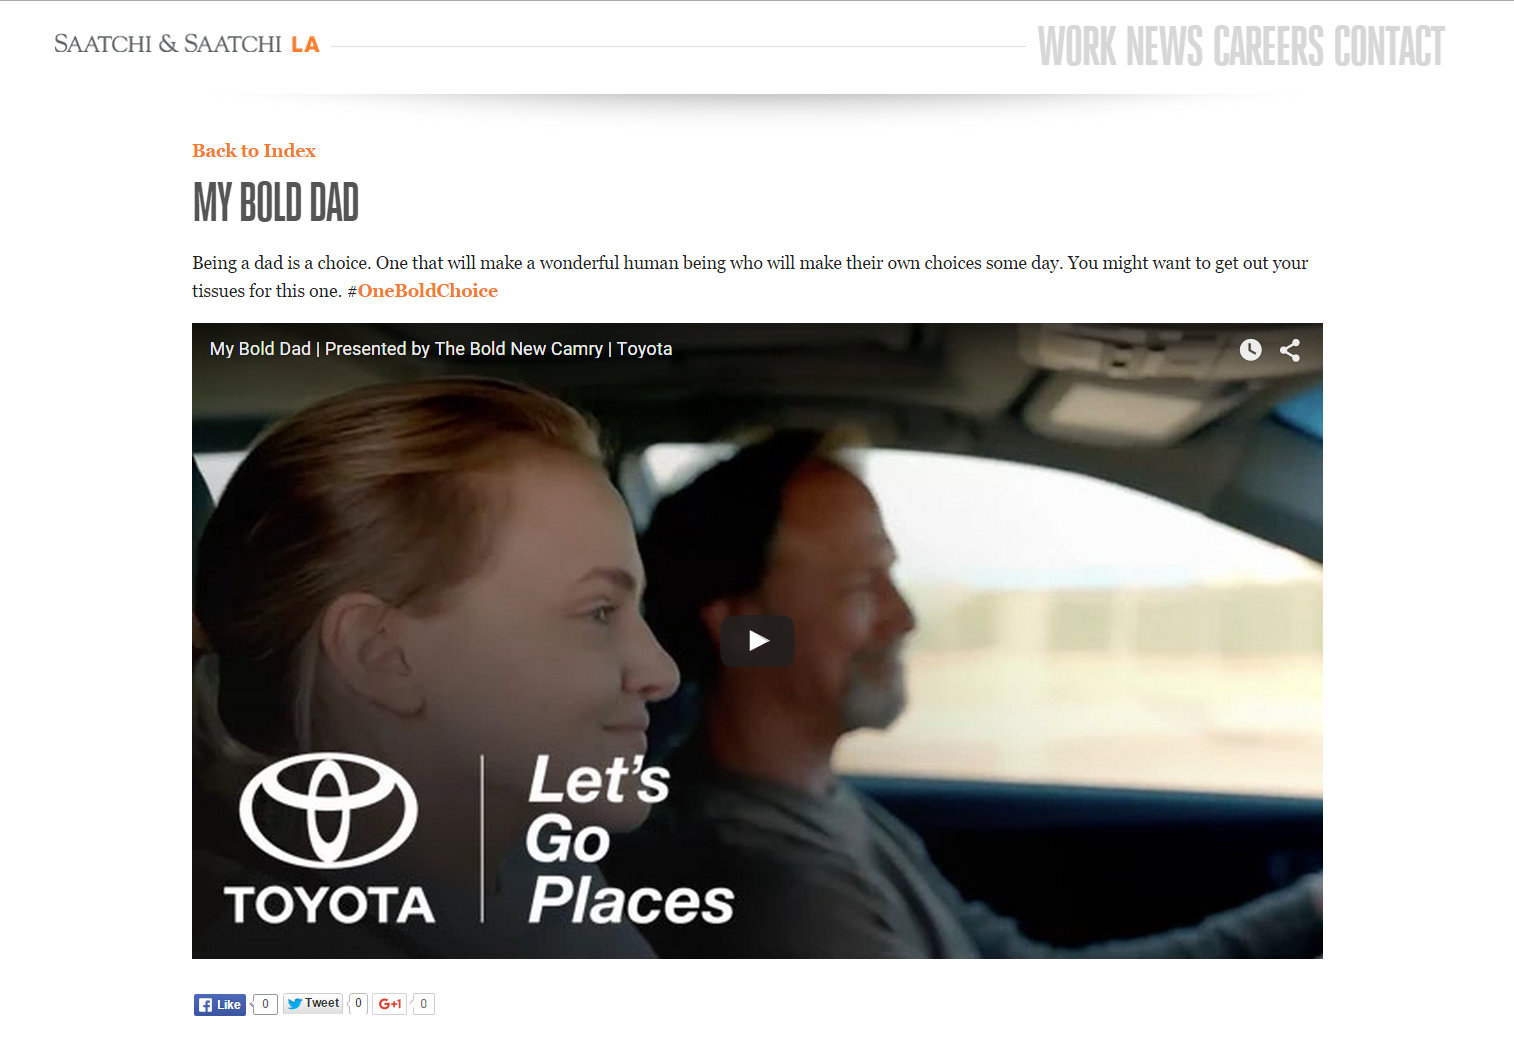 SAATCHI & SAATCHI LA
WORK NEWS CAREERS CONTACT
Back to Index
MY BOLD DAD
Being a dad is a choice. One that will make a wonderful human being who will make their own choices some day. You might want to get out your
tissues for this one. #OneBoldChoice
My Bold Dad | Presented by The Bold New Camry | Toyota
Let's
Go
Places
TOYOTA
Like 0 Tweet 0 G+1 0